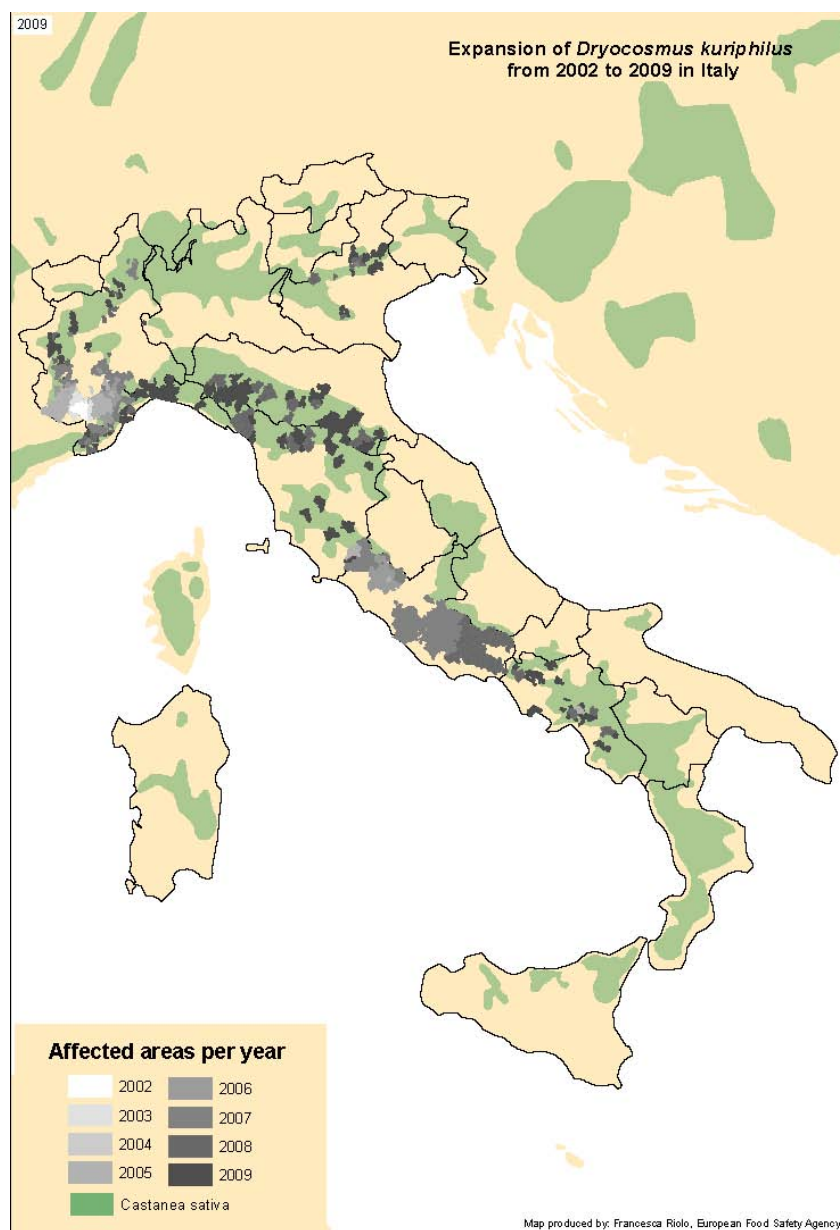 2009
Expansion of Dryocosmus kuriphilus
from 2002 to 2009 in Italy
Affected areas per year
2002
2003
2004
2005
2006
2007
2008
2009
Castanea sativa
Map produced by: Francesca Riolo, European Food Safety Agency